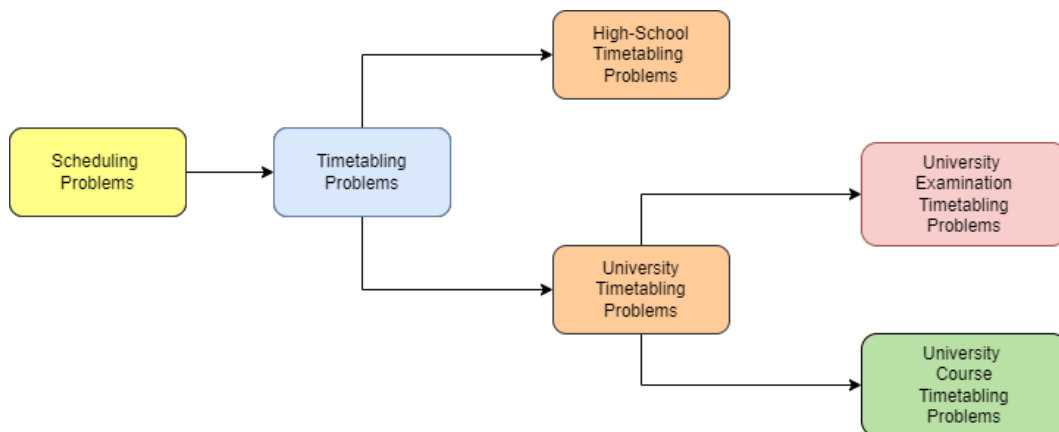 High-School
Timetabling
Problems
Scheduling
Problems
Timetabling
Problems
University
Examination
Timetabling
Problems
University
Timetabling
Problems
University
Course
Timetabling
Problems